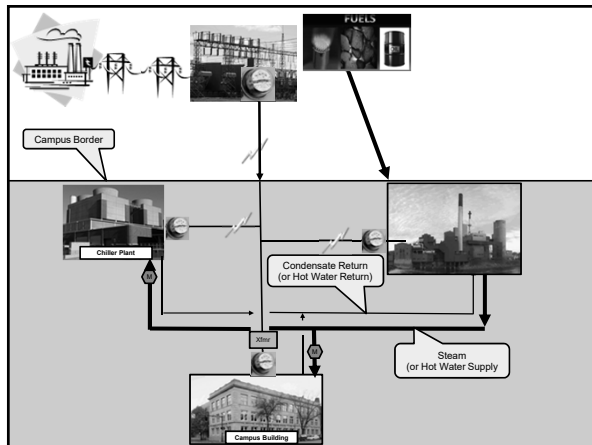 FUELS
Campus Border
Chiller Plant
M
Condensate Return
(or Hot Water Return)
Xfmr
M
Steam
(or Hot Water Supply
Campus Building